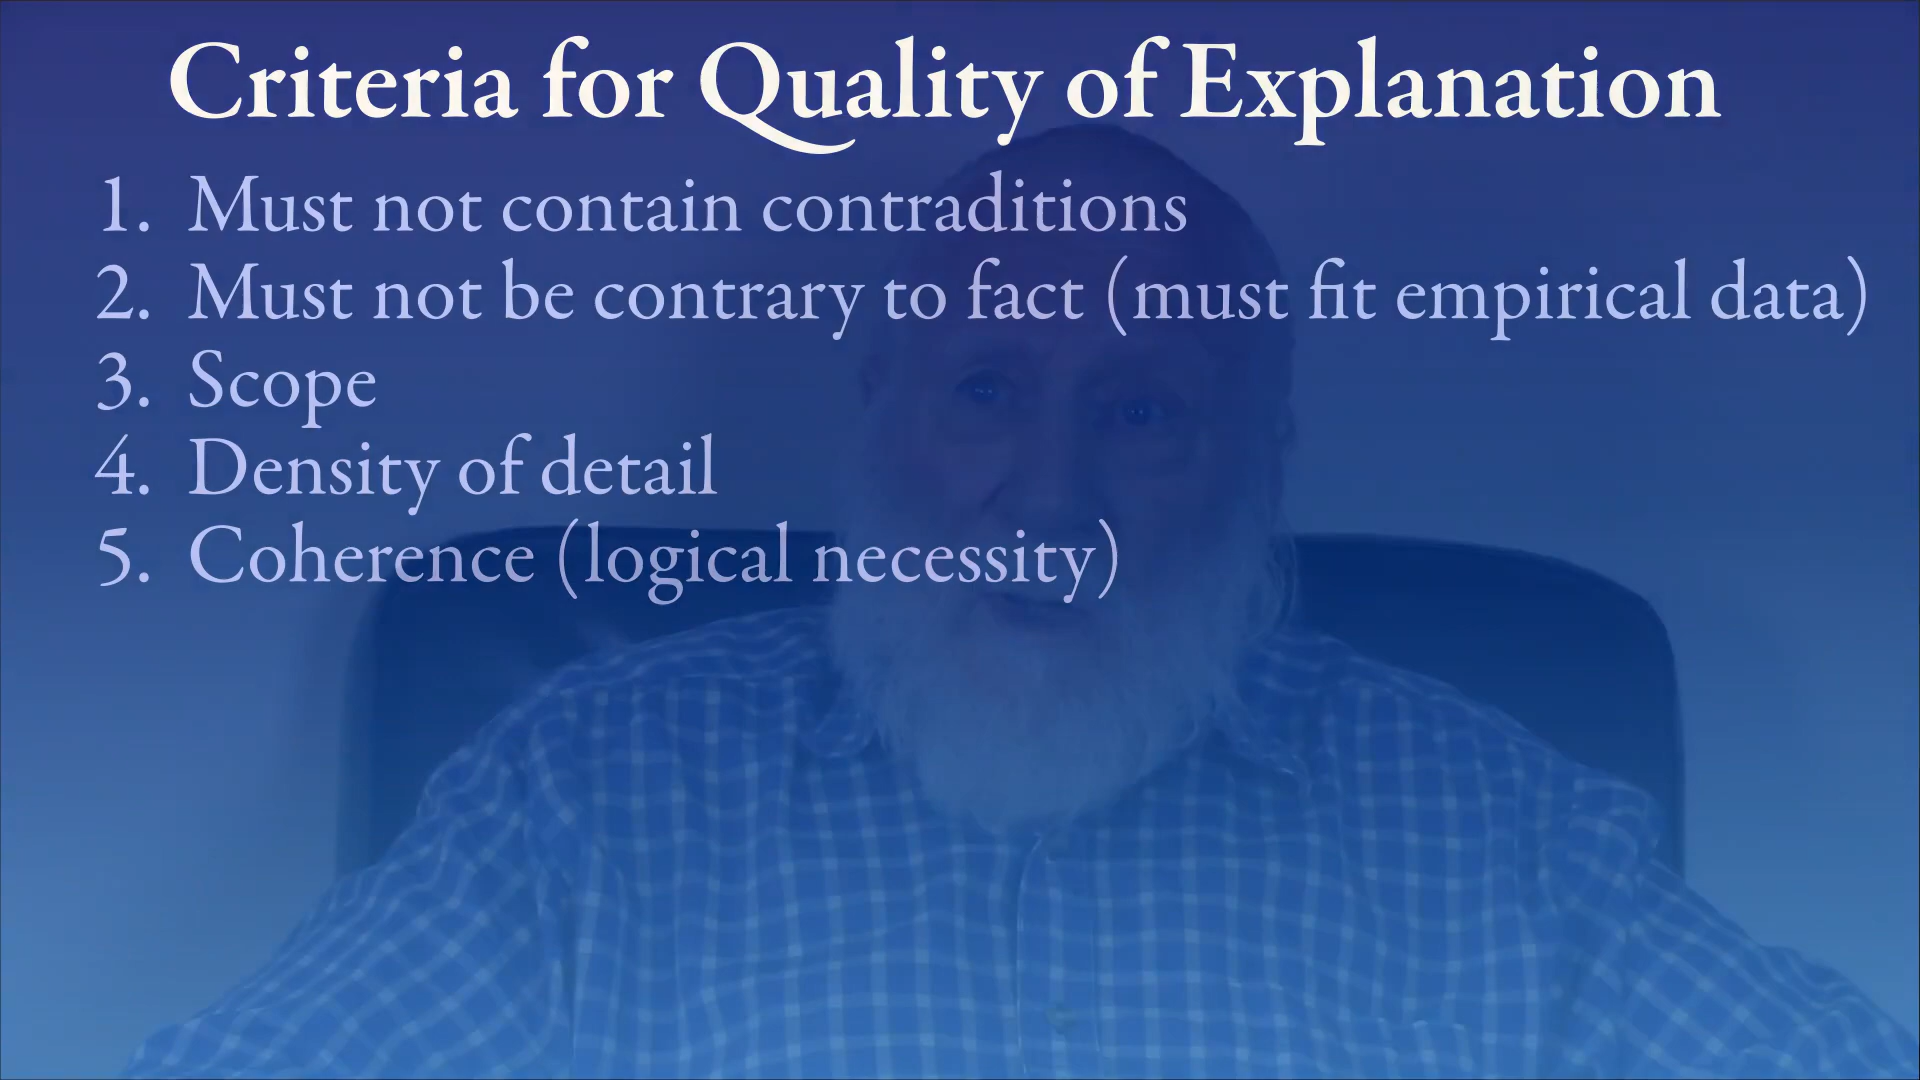 Criteria for Quality of Explanation
1. Must not contain contraditions
2. Must not be contrary to fact (must fit empirical data)
3. Scope
4. Density of detail
5. Coherence (logical necessity)